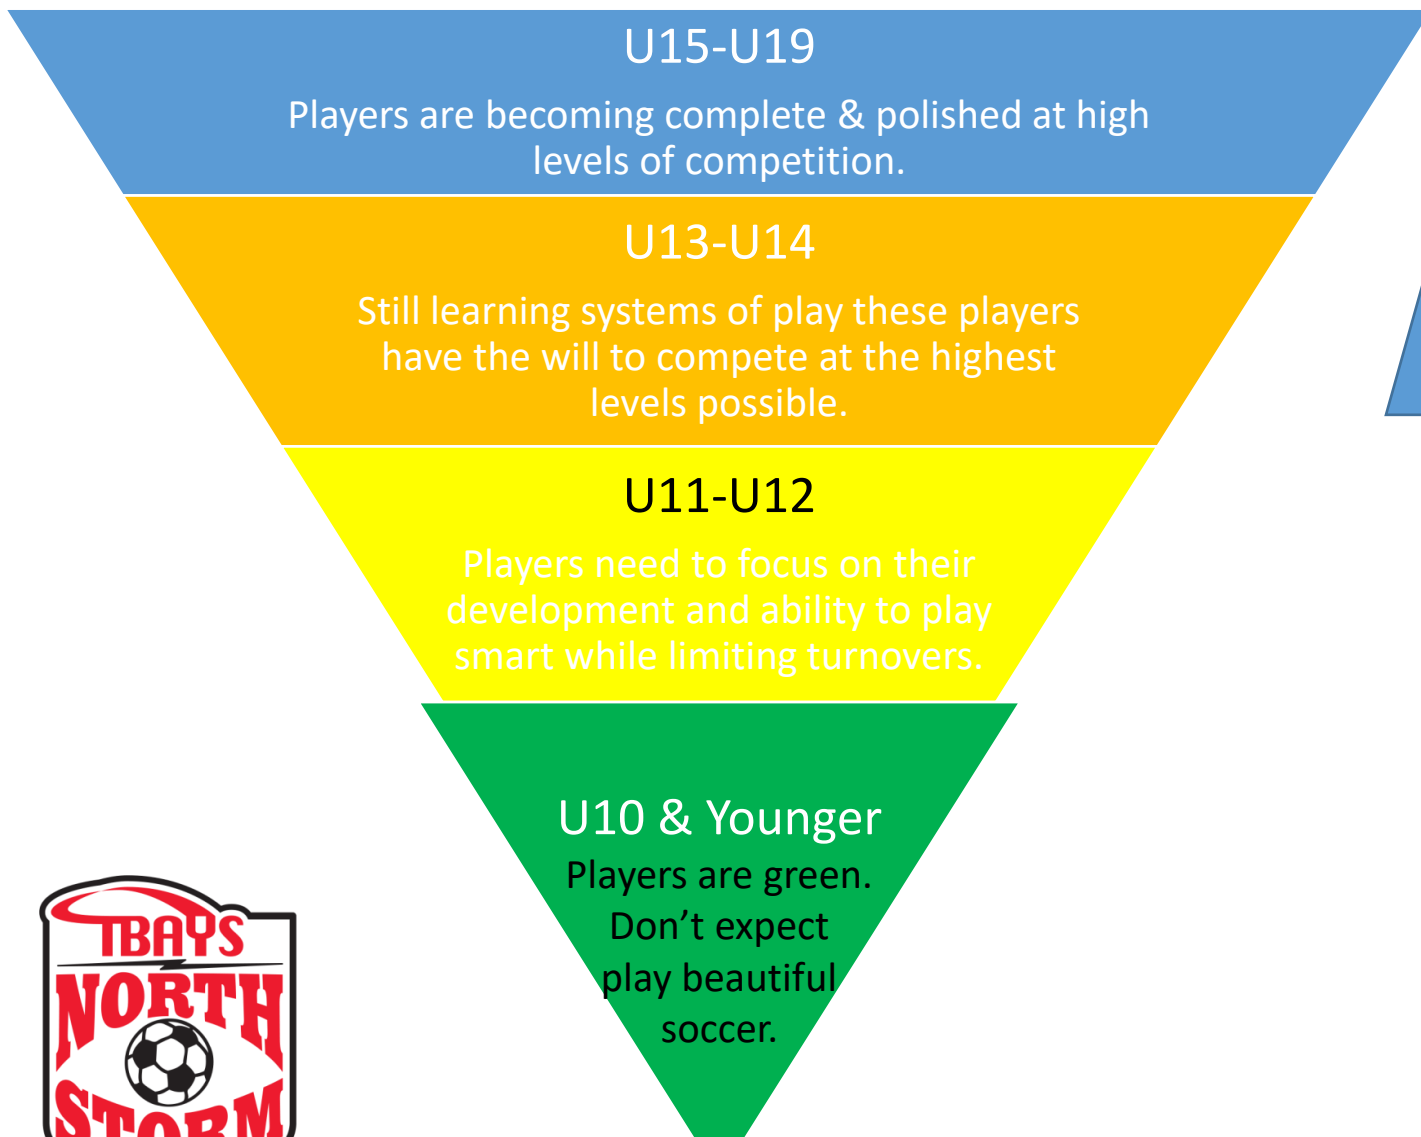 U15-U19
Players are becoming complete & polished at high
levels of competition.
U13-U14
Still learning systems of play these players
have the will to compete at the highest
levels possible.
U11-U12
Players need to focus on their
development and ability to play
smart while limiting turnovers.
U10 & Younger
Players are green.
Don’t expect
play beautiful
soccer.
TBAYS
NORTH
STORM